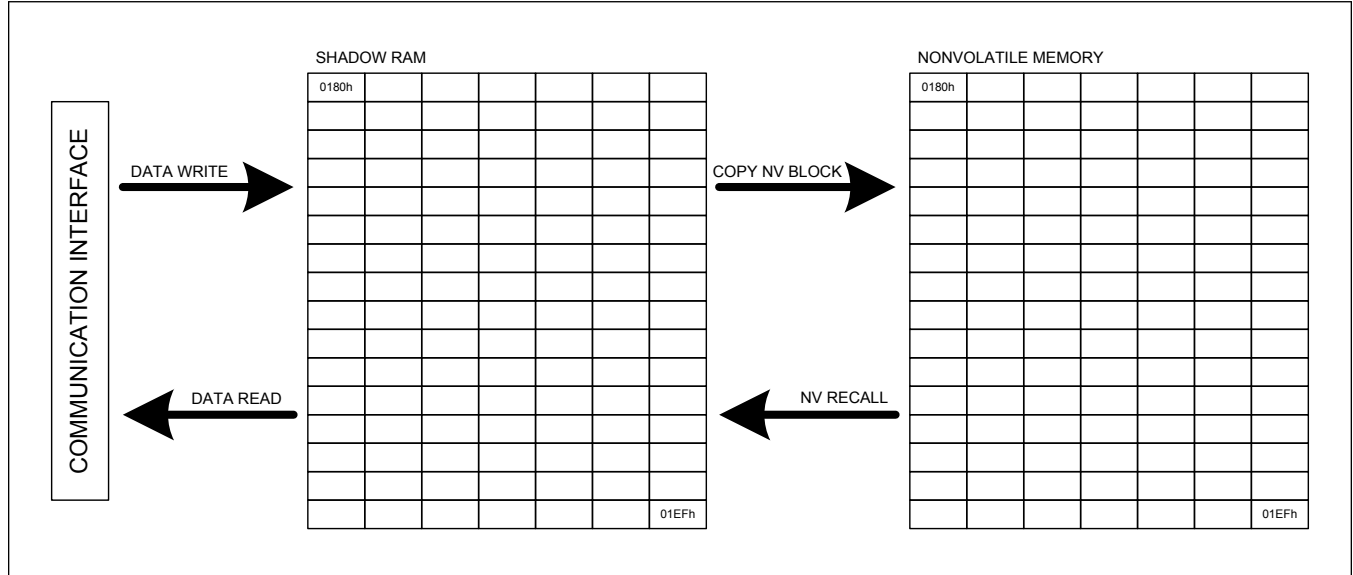 SHADOW RAM
NONVOLATILE MEMORY
0180h
0180h
COMMUNICATION INTERFACE
DATA WRITE
COPY NV BLOCK
DATA READ
NV RECALL
01EFh
01EFh